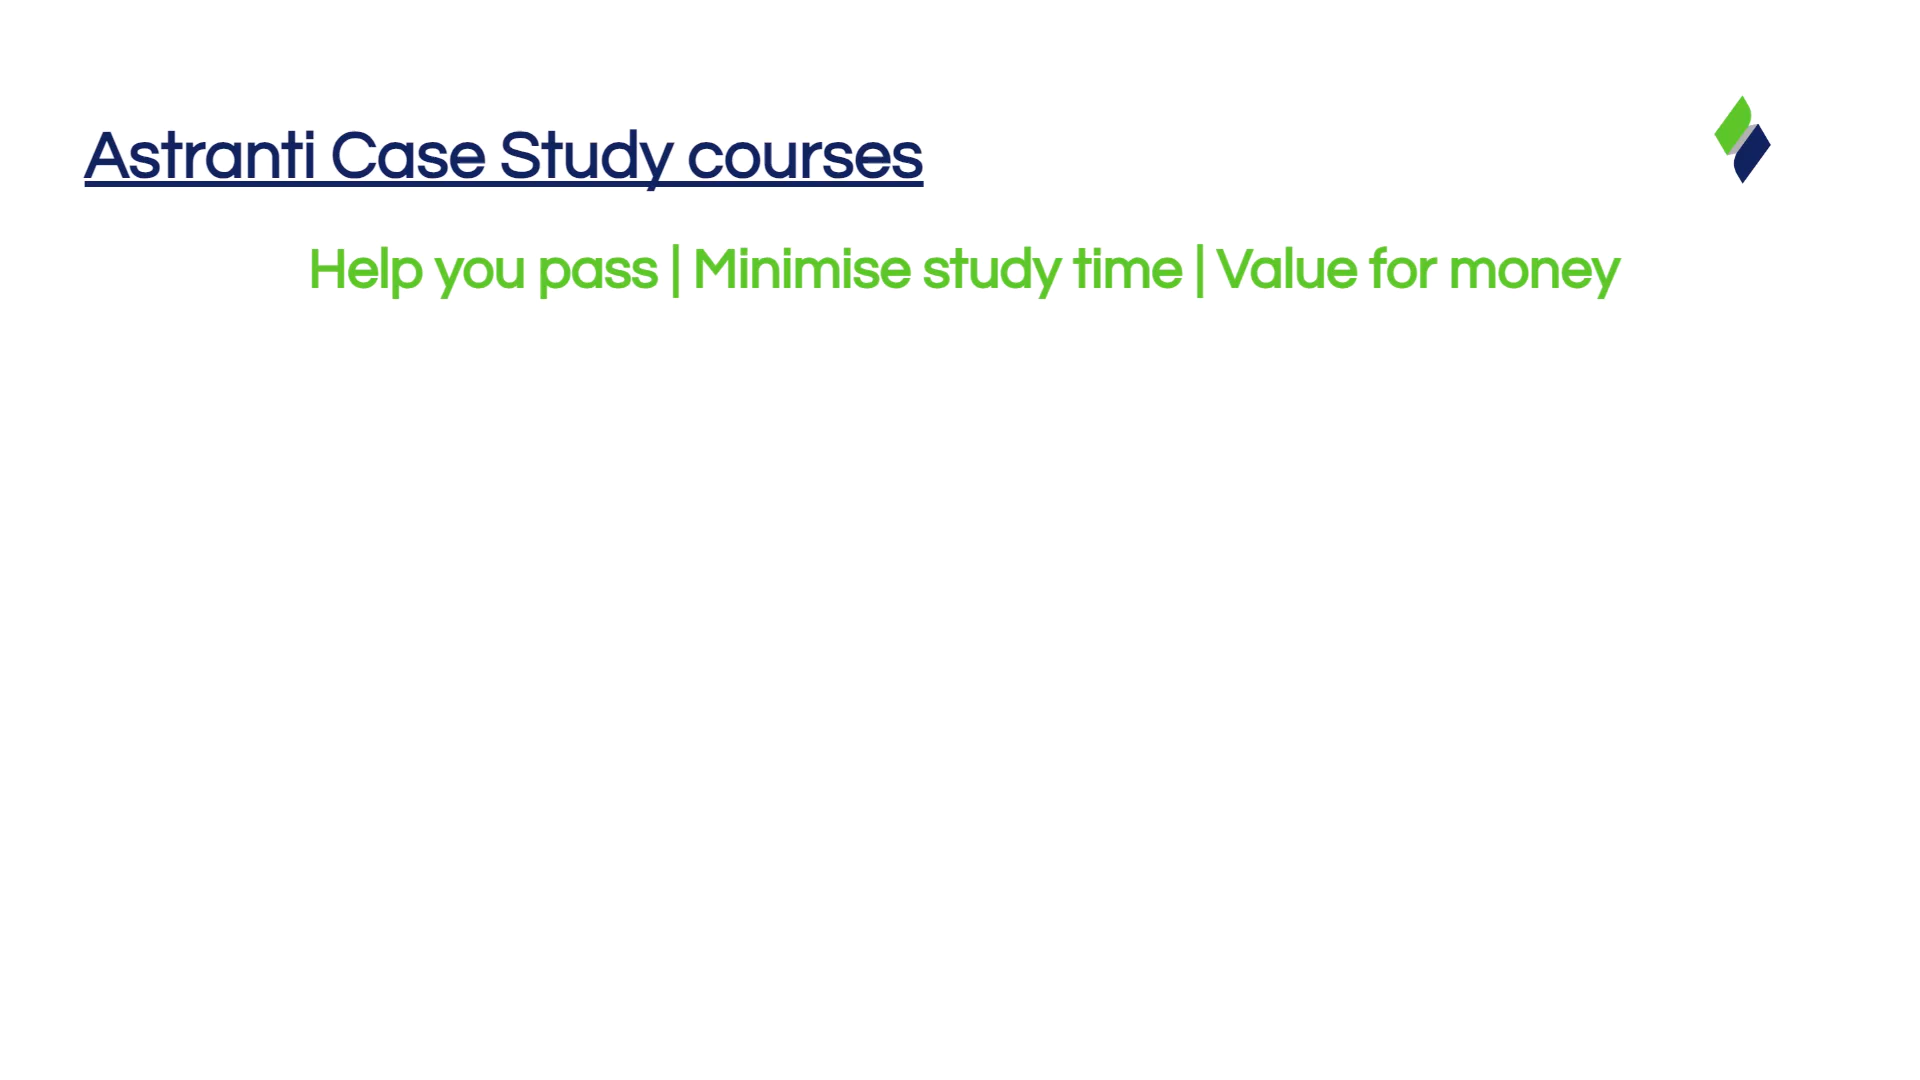 Astranti Case Study courses
Help you pass | Minimise study time | Value for money